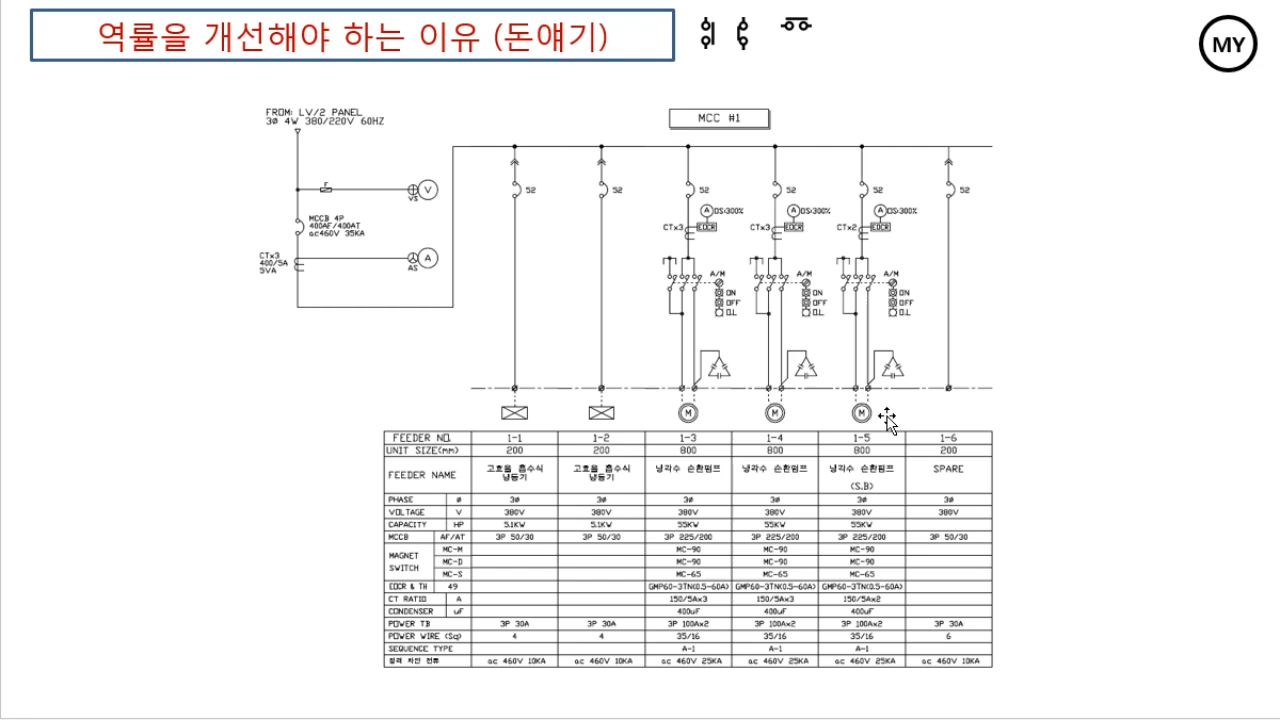 역률을 개선해야 하는 이유 (돈얘기)
MY
FROM: LV/2 PANEL
3Ø 4W 380/220V 60HZ
MCC #1
F
V
VS
MCCB 4P
400AF/400AT
ac460V 35KA
CTx3
400/5A
5VA
A
AS
52 52 52 52 52 52
A OS:300% A OS:300% A OS:300%
CTx3 EOCR CTx3 EOCR CTx2 EOCR
A/M A/M A/M
ON ON ON
OFF OFF OFF
O.L O.L O.L
M M M
FEEDER NO. 1-1 1-2 1-3 1-4 1-5 1-6
UNIT SIZE(mm) 200 200 800 800 800 200
FEEDER NAME 고효율 흡수식 냉동기 고효율 흡수식 냉동기 냉각수 순환펌프 냉각수 순환펌프 냉각수 순환펌프 (S.B) SPARE
PHASE ø 3ø 3ø 3ø 3ø 3ø 3ø
VOLTAGE V 380V 380V 380V 380V 380V 380V
CAPACITY HP 5.1KW 5.1KW 55KW 55KW 55KW
MCCB AF/AT 3P 50/30 3P 50/30 3P 225/200 3P 225/200 3P 225/200 3P 50/30
MAGNET SWITCH MC-M MC-90 MC-90 MC-90
MC-D MC-90 MC-90 MC-90
MC-S MC-65 MC-65 MC-65
EOCR & TH 49 GMP60-3TN(0.5-60A) GMP60-3TN(0.5-60A) GMP60-3TN(0.5-60A)
CT RATIO A 150/5Ax3 150/5Ax3 150/5Ax2
CONDENSER uF 400uF 400uF 400uF
POWER TB 3P 30A 3P 30A 3P 100Ax2 3P 100Ax2 3P 100Ax2 3P 30A
POWER WIRE (Sq) 4 4 35/16 35/16 35/16 6
SEQUENCE TYPE A-1 A-1 A-1
정격 차단 전류 ac 460V 10KA ac 460V 10KA ac 460V 25KA ac 460V 25KA ac 460V 25KA ac 460V 10KA